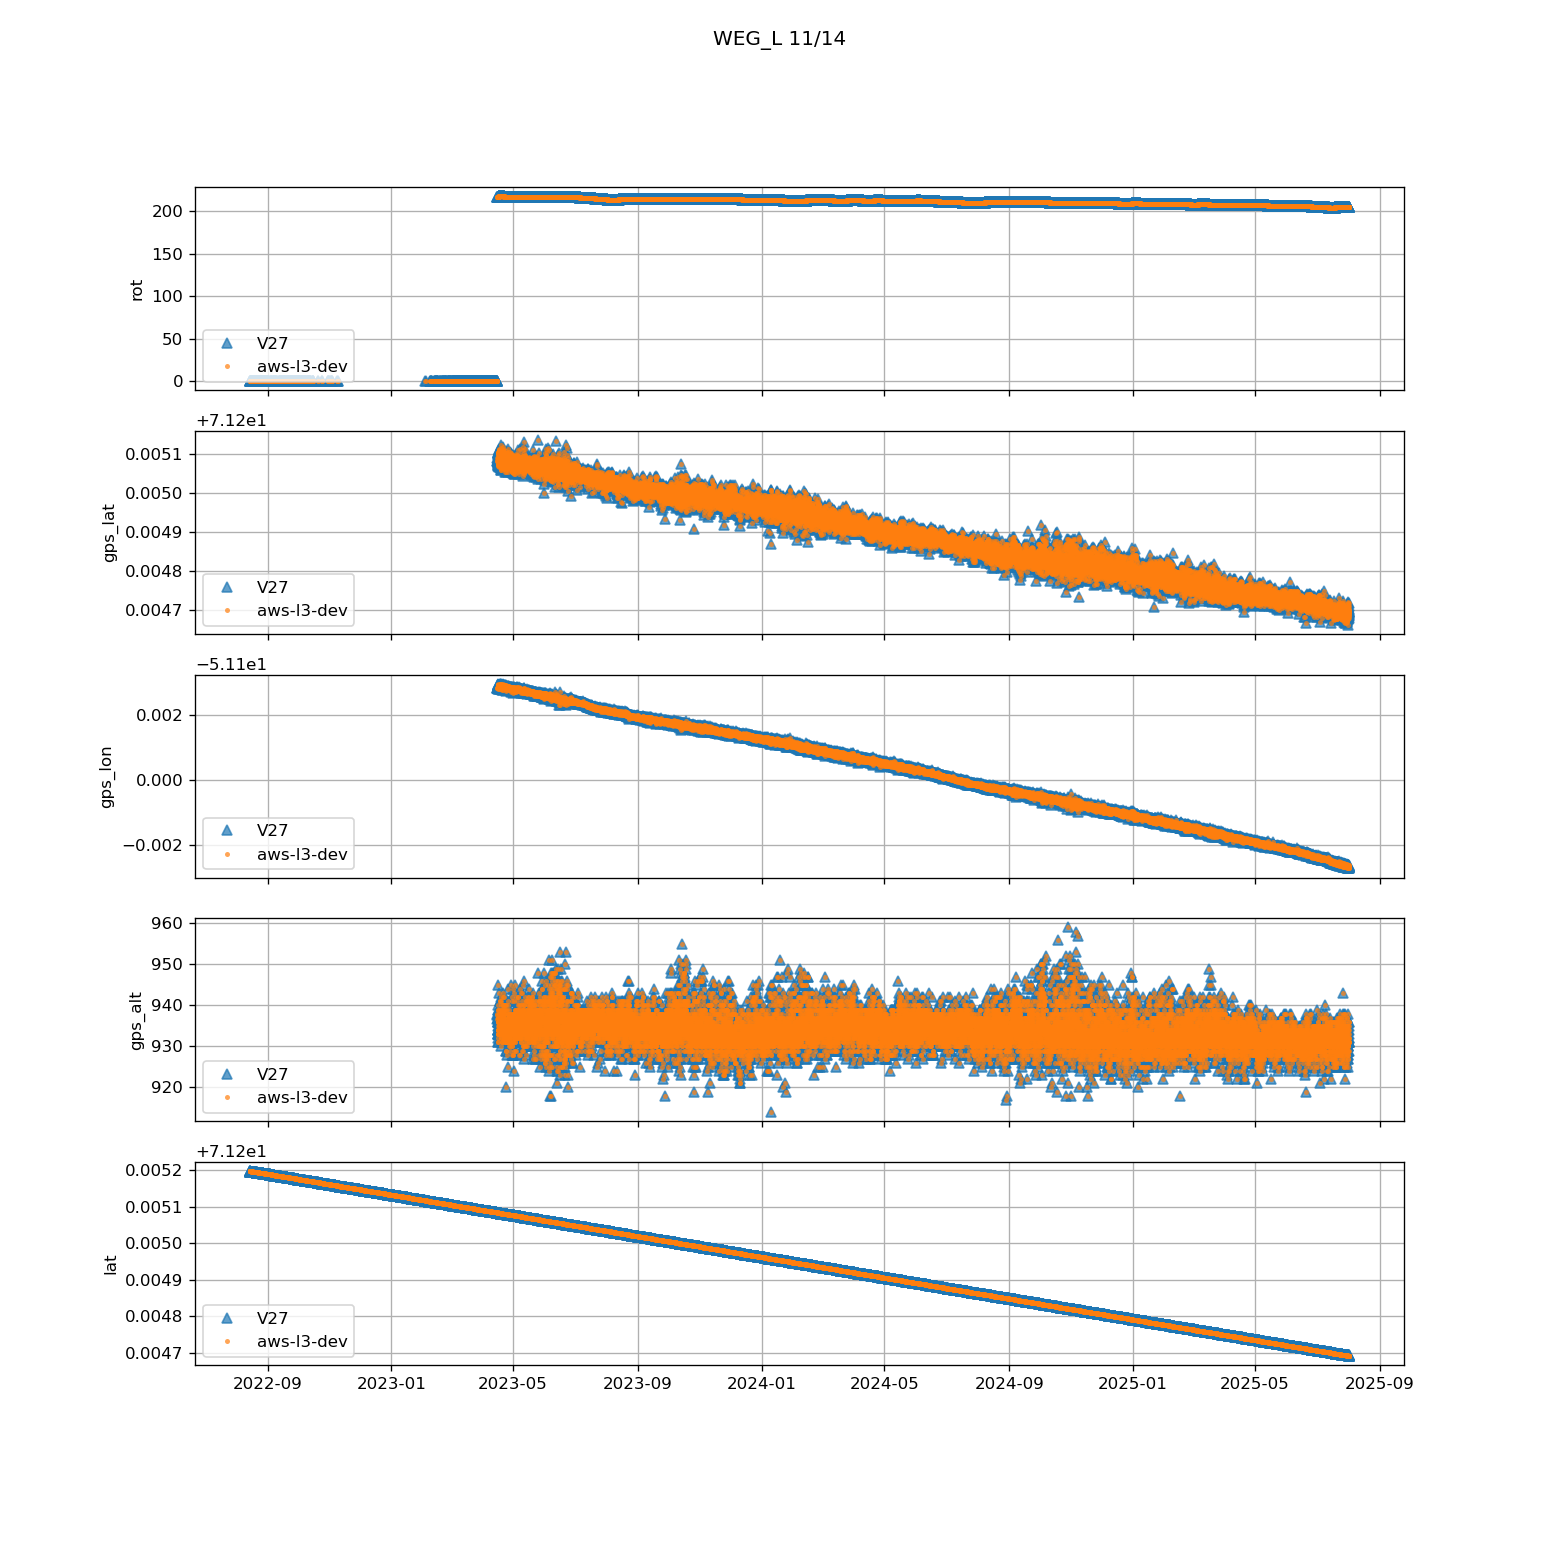 WEG_L 11/14
200
150
100
50
0
rot
V27
aws-l3-dev
+7.12e1
0.0051
0.0050
0.0049
0.0048
0.0047
gps_lat
V27
aws-l3-dev
−5.11e1
0.002
0.000
−0.002
gps_lon
V27
aws-l3-dev
960
950
940
930
920
gps_alt
V27
aws-l3-dev
+7.12e1
0.0052
0.0051
0.0050
0.0049
0.0048
0.0047
lat
V27
aws-l3-dev
2022-09 2023-01 2023-05 2023-09 2024-01 2024-05 2024-09 2025-01 2025-05 2025-09